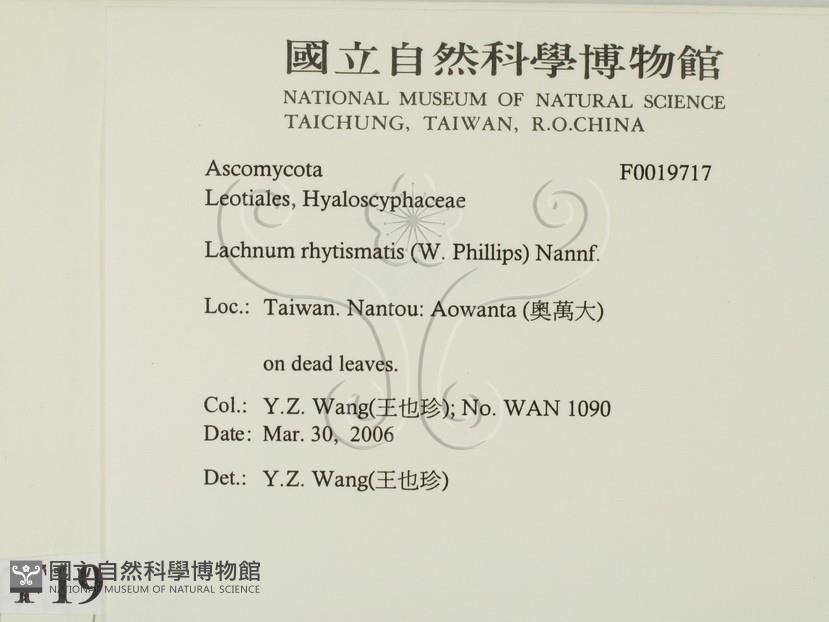 國立自然科學博物館
NATIONAL MUSEUM OF NATURAL SCIENCE
TAICHUNG, TAIWAN, R.O.CHINA
Ascomycota F0019717
Leotiales, Hyaloscyphaceae
Lachnum rhytismatis (W. Phillips) Nannf.
Loc.: Taiwan. Nantou: Aowanta (奧萬大)
on dead leaves.
Col.: Y.Z. Wang(王也珍); No. WAN 1090
Date: Mar. 30, 2006
Det.: Y.Z. Wang(王也珍)
國立自然科學博物館
NATIONAL MUSEUM OF NATURAL SCIENCE